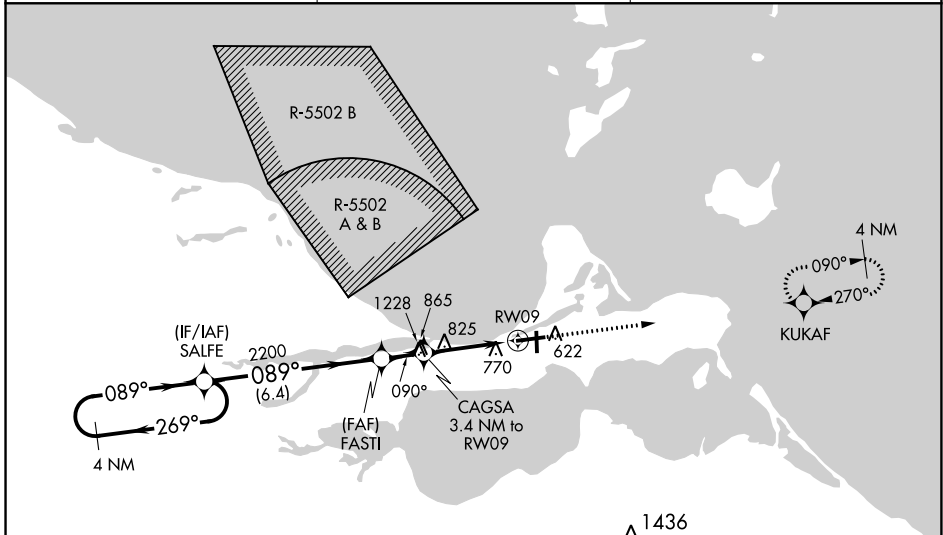 R-5502 B
R-5502
A & B
4 NM
090°
270°
KUKAF
1228
865
825
RW09
622
770
(IF/IAF)
SALFE
2200
089°
(6.4)
089°
269°
4 NM
090°
(FAF)
FASTI
CAGSA
3.4 NM to
RW09
1436